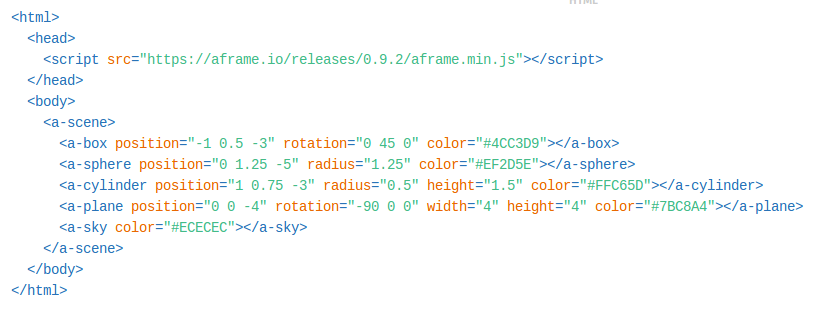 HTML
<html>
  <head>
    <script src="https://aframe.io/releases/0.9.2/aframe.min.js"></script>
  </head>
  <body>
    <a-scene>
      <a-box position="-1 0.5 -3" rotation="0 45 0" color="#4CC3D9"></a-box>
      <a-sphere position="0 1.25 -5" radius="1.25" color="#EF2D5E"></a-sphere>
      <a-cylinder position="1 0.75 -3" radius="0.5" height="1.5" color="#FFC65D"></a-cylinder>
      <a-plane position="0 0 -4" rotation="-90 0 0" width="4" height="4" color="#7BC8A4"></a-plane>
      <a-sky color="#ECECEC"></a-sky>
    </a-scene>
  </body>
</html>